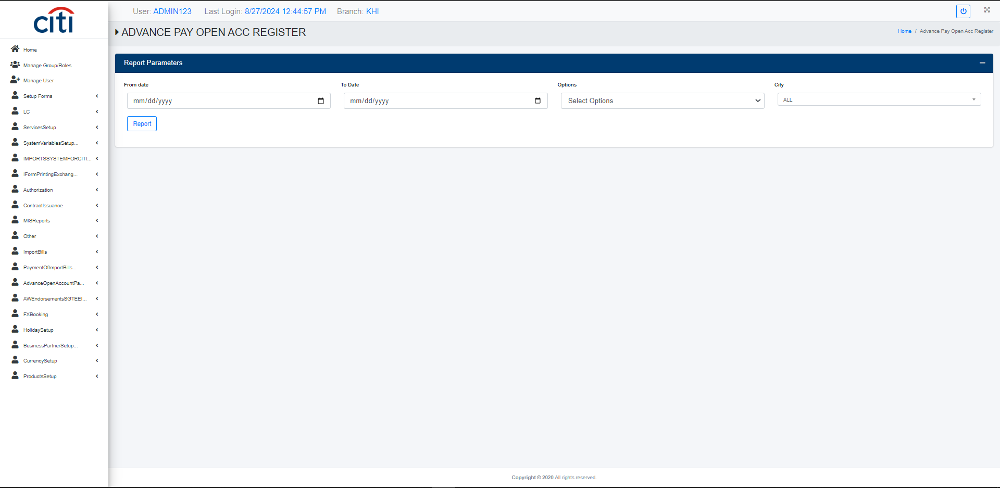 citi
User: ADMIN123 Last Login: 8/27/2024 12:44:57 PM Branch: KHI
ADVANCE PAY OPEN ACC REGISTER
Home / Advance Pay Open Acc Register
Home
Manage Group/Roles
Manage User
Setup Forms
LC
ServicesSetup
SystemVariablesSetup...
IMPORTSSYSTEMFORCITI...
IFormPrintingExchang...
Authorization
ContractIssuance
MISReports
Other
ImportBills
PaymentOfImportBills...
AdvanceOpenAccountPa...
AWEndorsementsSGTEEI...
FXBooking
HolidaySetup
BusinessPartnerSetup...
CurrencySetup
ProductsSetup
Report Parameters
From date To Date Options City
mm/dd/yyyy mm/dd/yyyy Select Options ALL
Report
Copyright © 2020 All rights reserved.